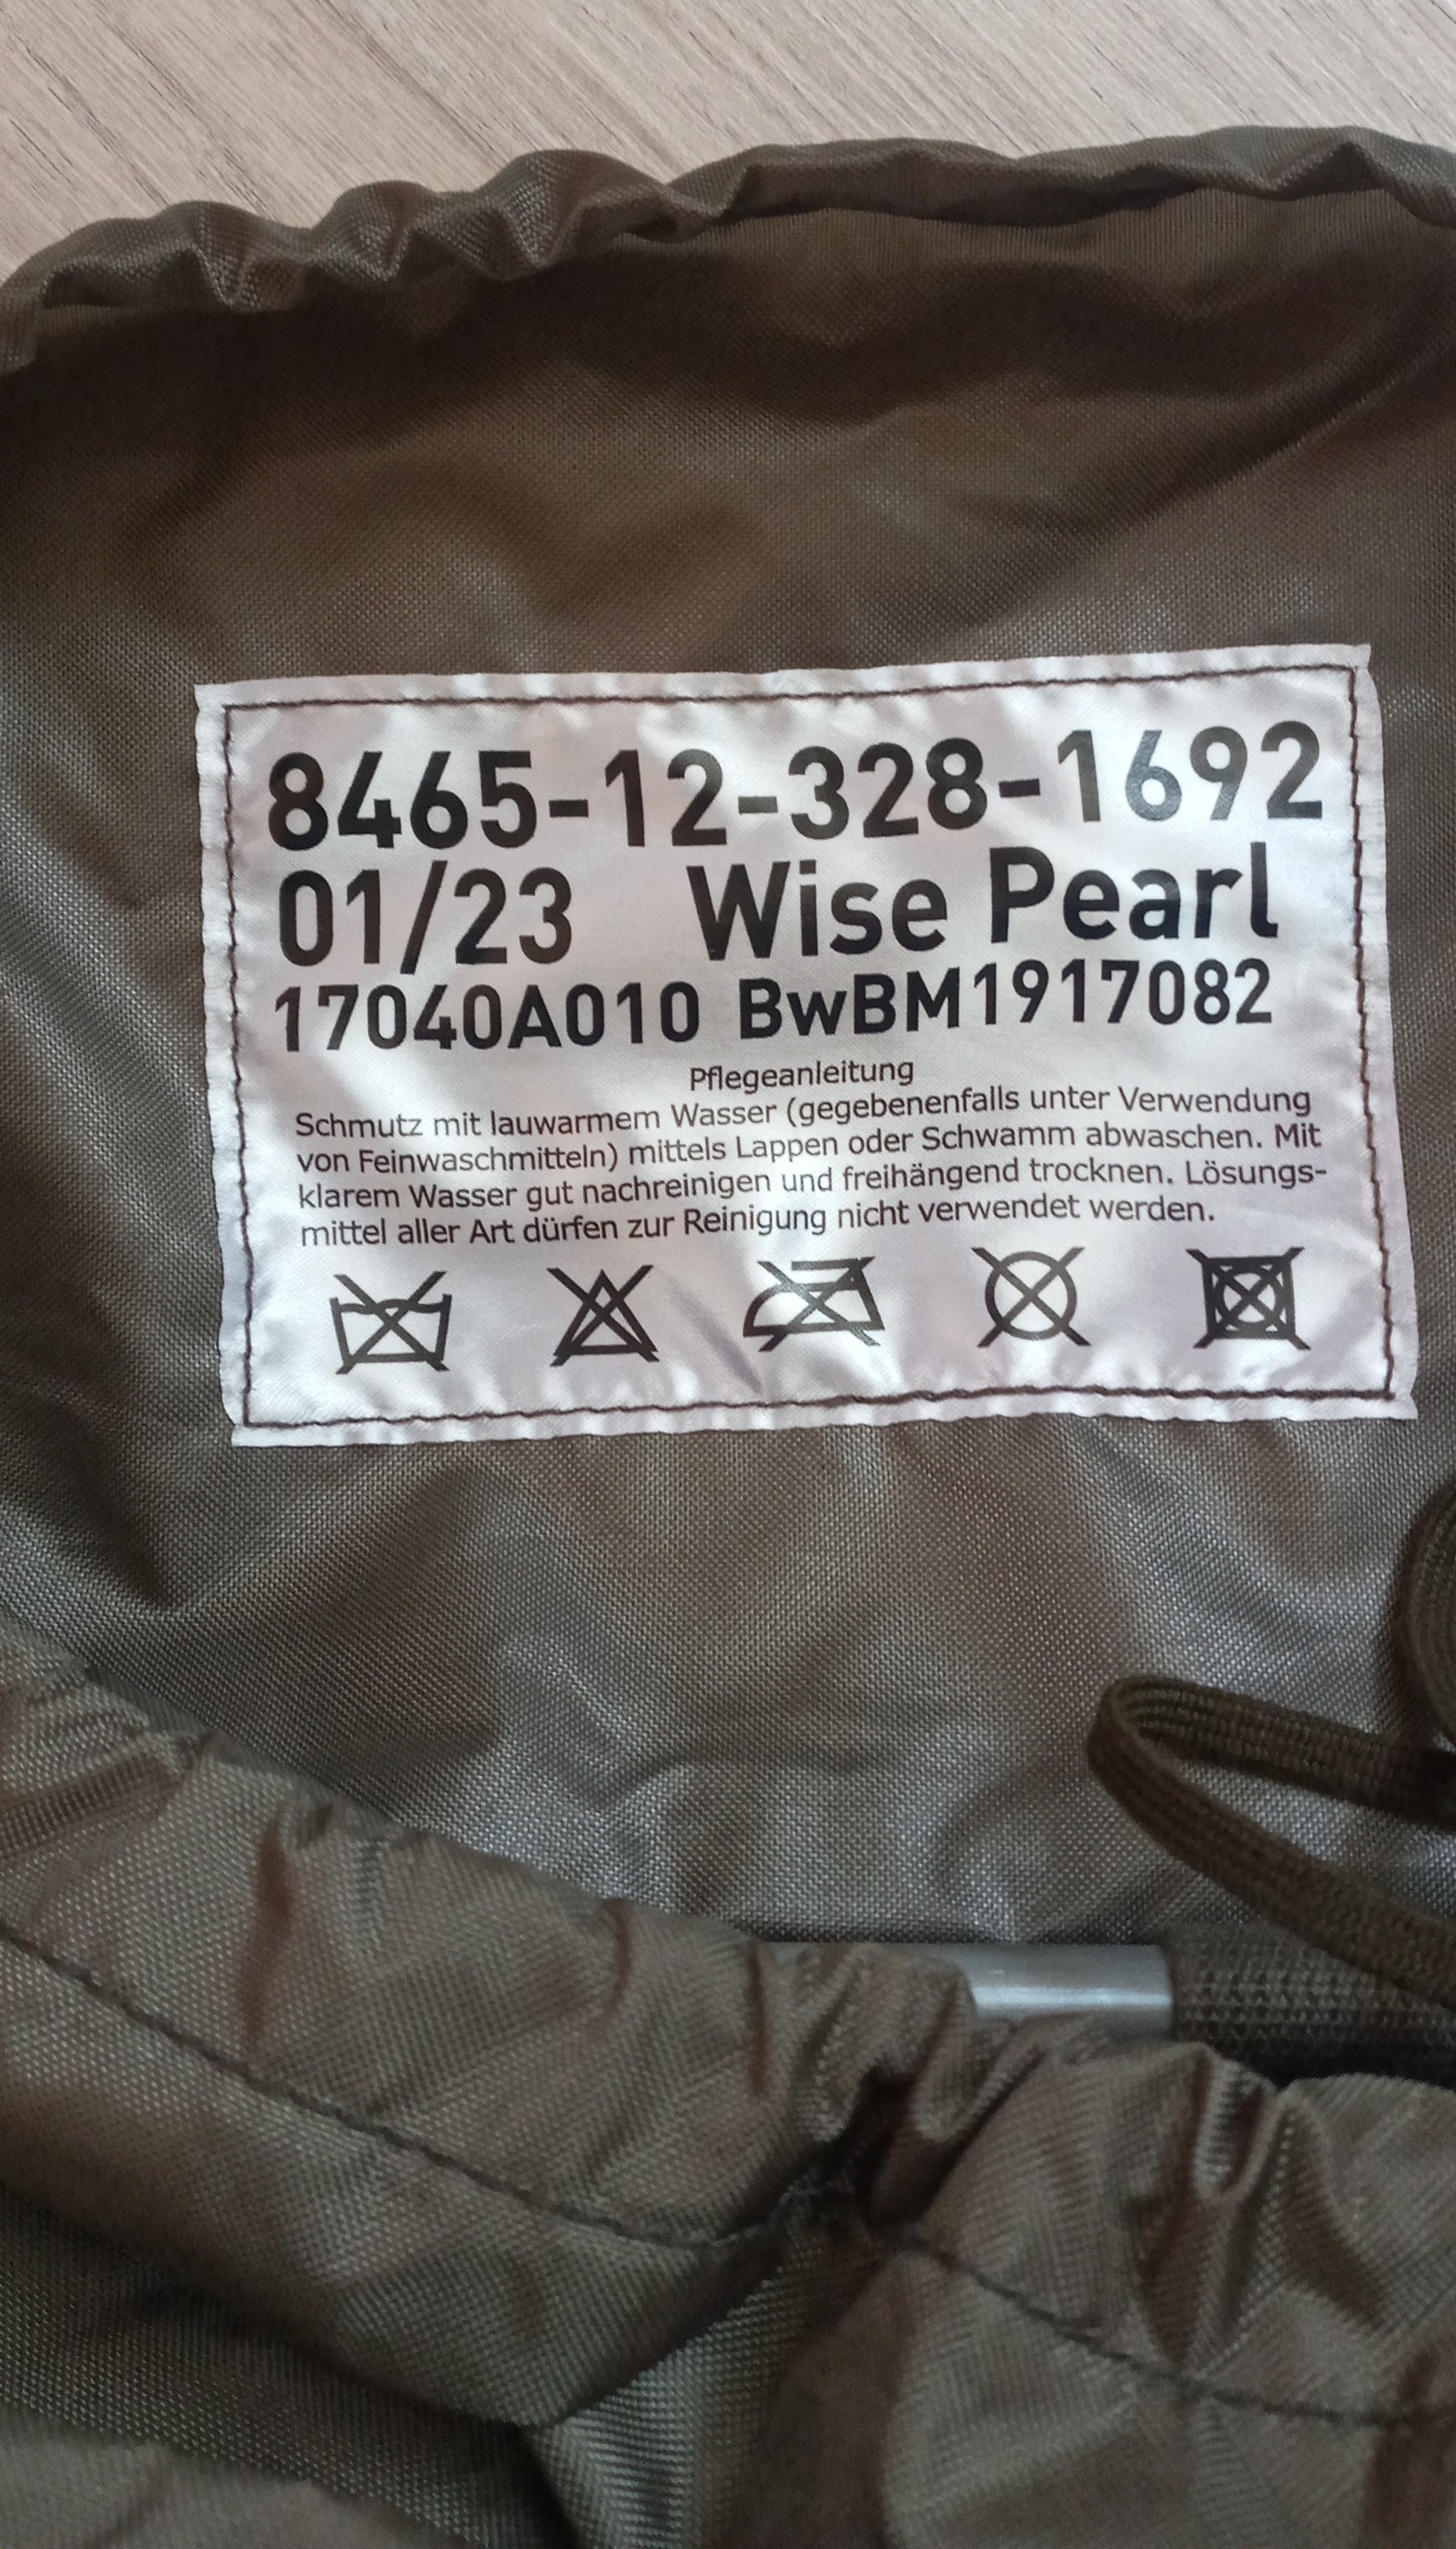 8465-12-328-1692
01/23 Wise Pearl
17040A010 BwBM1917082
Pflegeanleitung
Schmutz mit lauwarmem Wasser (gegebenenfalls unter Verwendung
von Feinwaschmitteln) mittels Lappen oder Schwamm abwaschen. Mit
klarem Wasser gut nachreinigen und freihängend trocknen. Lösungs-
mittel aller Art dürfen zur Reinigung nicht verwendet werden.